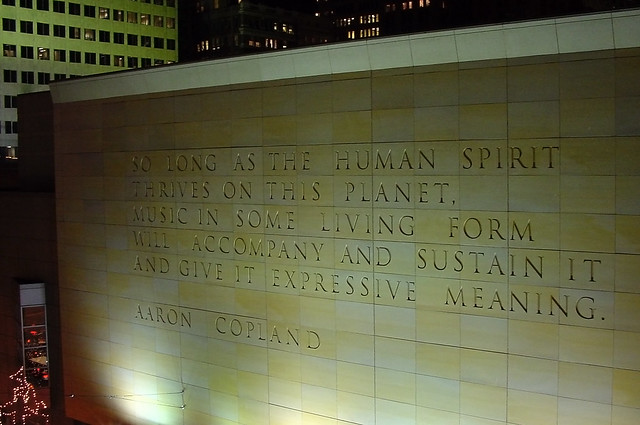 SO LONG AS THE HUMAN SPIRIT
THRIVES ON THIS PLANET,
MUSIC IN SOME LIVING FORM
WILL ACCOMPANY AND SUSTAIN IT
AND GIVE IT EXPRESSIVE MEANING.
AARON COPLAND